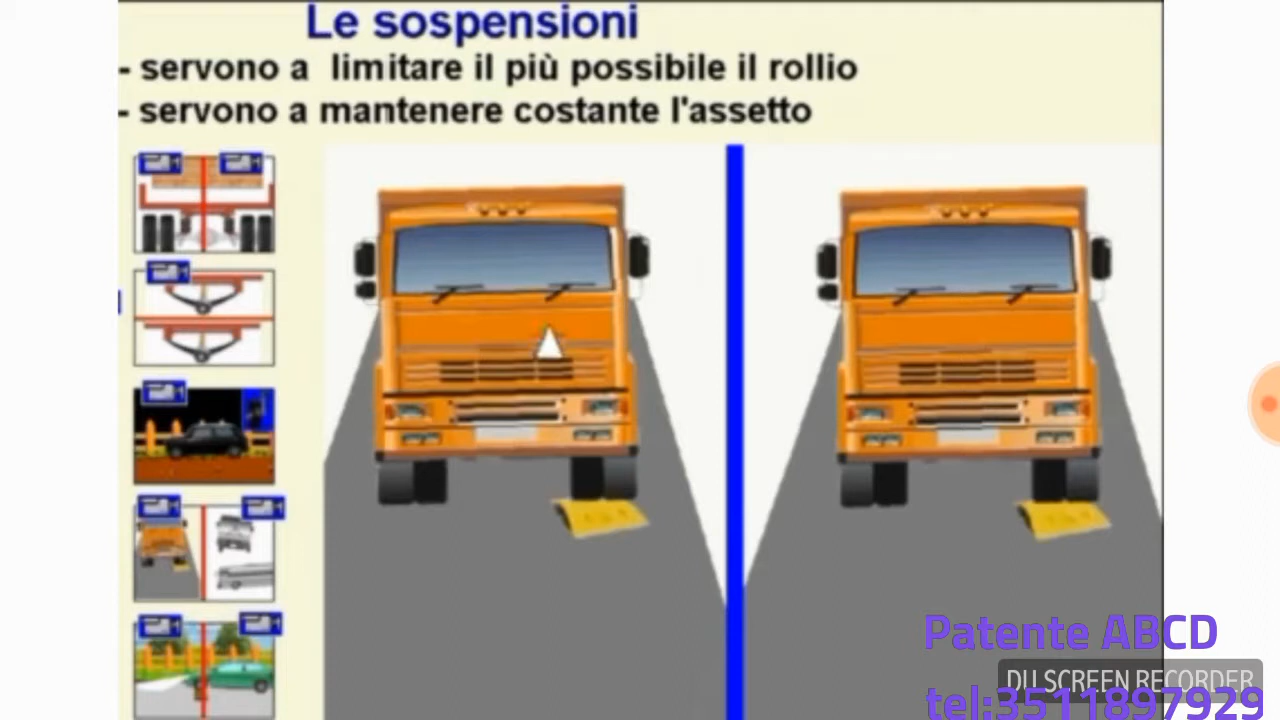 Le sospensioni
- servono a limitare il più possibile il rollio
- servono a mantenere costante l'assetto
Patente ABCD
DU SCREEN RECORDER
tel:3511897929